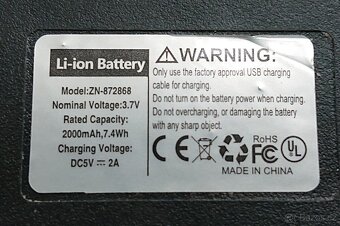 Li-ion Battery
Model:ZN-872868
Nominal Voltage:3.7V
Rated Capacity:
2000mAh,7.4Wh
Charging Voltage:
DC5V ⎓ 2A
⚠WARNING:
Only use the factory approval USB charging
cable for charging.
Do not turn on the battery power when
charging.
Do not overcharging, or damaging the battery
with any sharp object.
CE FC RoHS UL
MADE IN CHINA